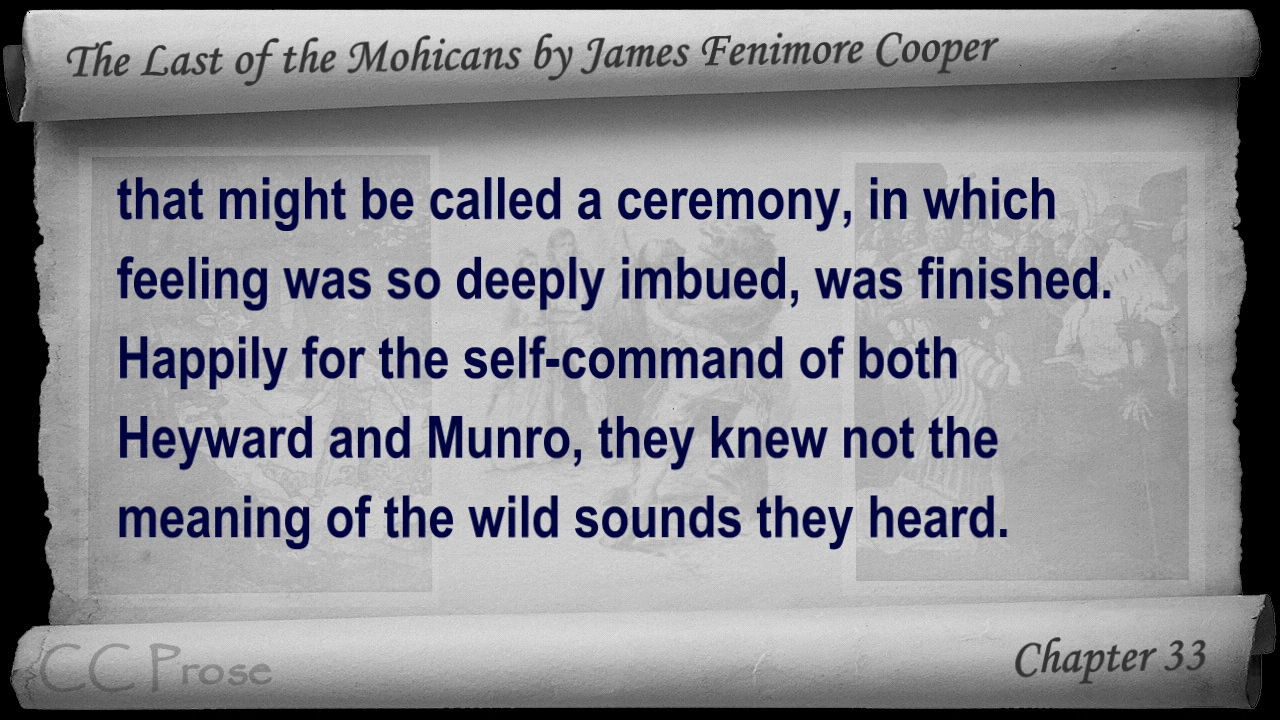 The Last of the Mohicans by James Fenimore Cooper
that might be called a ceremony, in which
feeling was so deeply imbued, was finished.
Happily for the self-command of both
Heyward and Munro, they knew not the
meaning of the wild sounds they heard.
CC Prose
Chapter 33